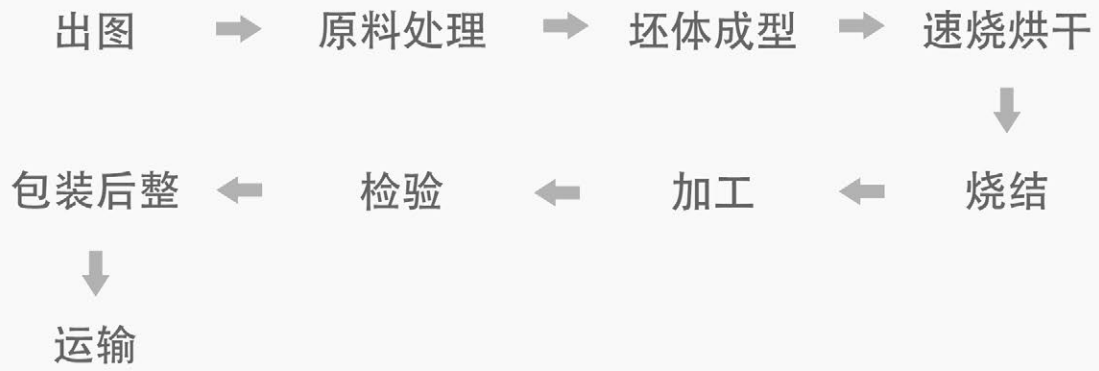 出图
原料处理
坯体成型
速烧烘干
烧结
加工
检验
包装后整
运输